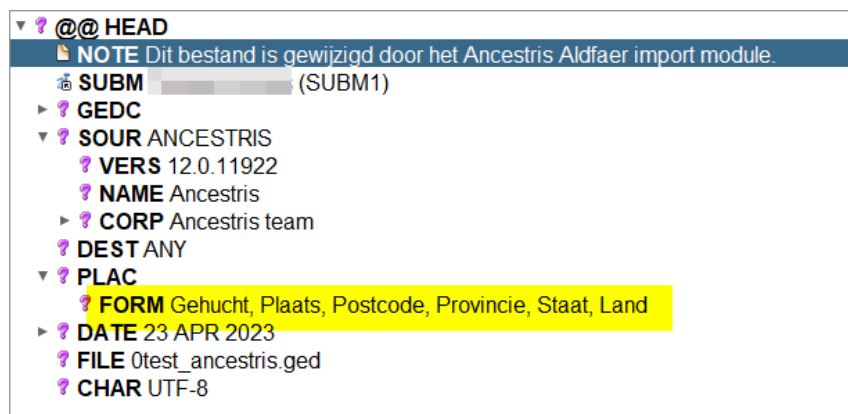 @@ HEAD
NOTE Dit bestand is gewijzigd door het Ancestris Aldfaer import module.
SUBM (SUBM1)
GEDC
SOUR ANCESTRIS
VERS 12.0.11922
NAME Ancestris
CORP Ancestris team
DEST ANY
PLAC
FORM Gehucht, Plaats, Postcode, Provincie, Staat, Land
DATE 23 APR 2023
FILE 0test_ancestris.ged
CHAR UTF-8